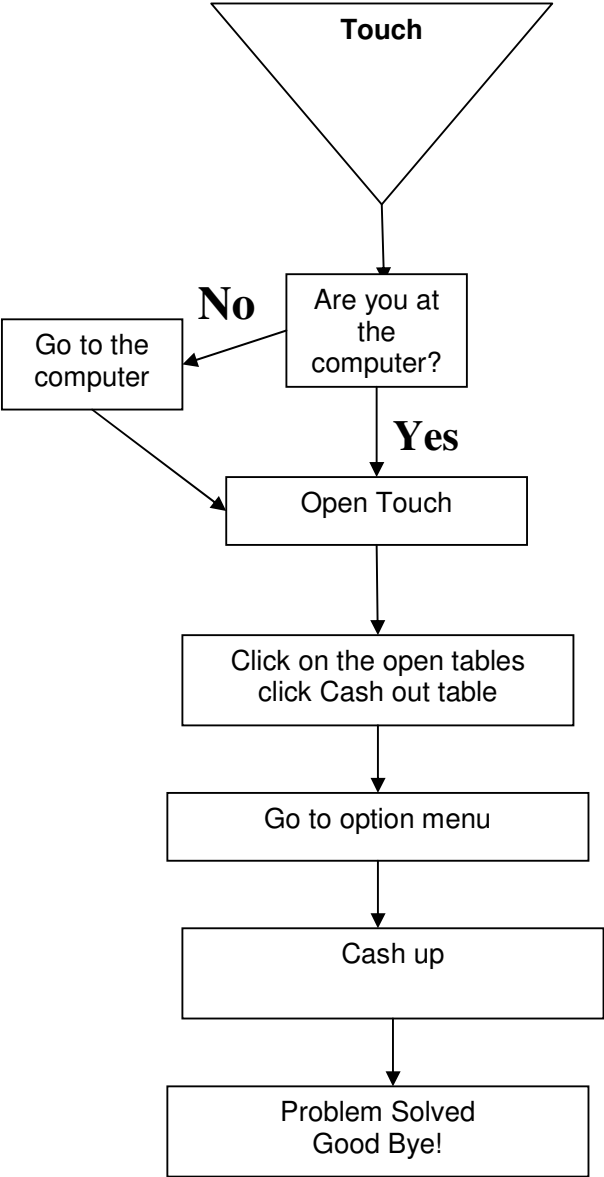 Touch
Are you at
the
computer?
No
Go to the
computer
Yes
Open Touch
Click on the open tables
click Cash out table
Go to option menu
Cash up
Problem Solved
Good Bye!